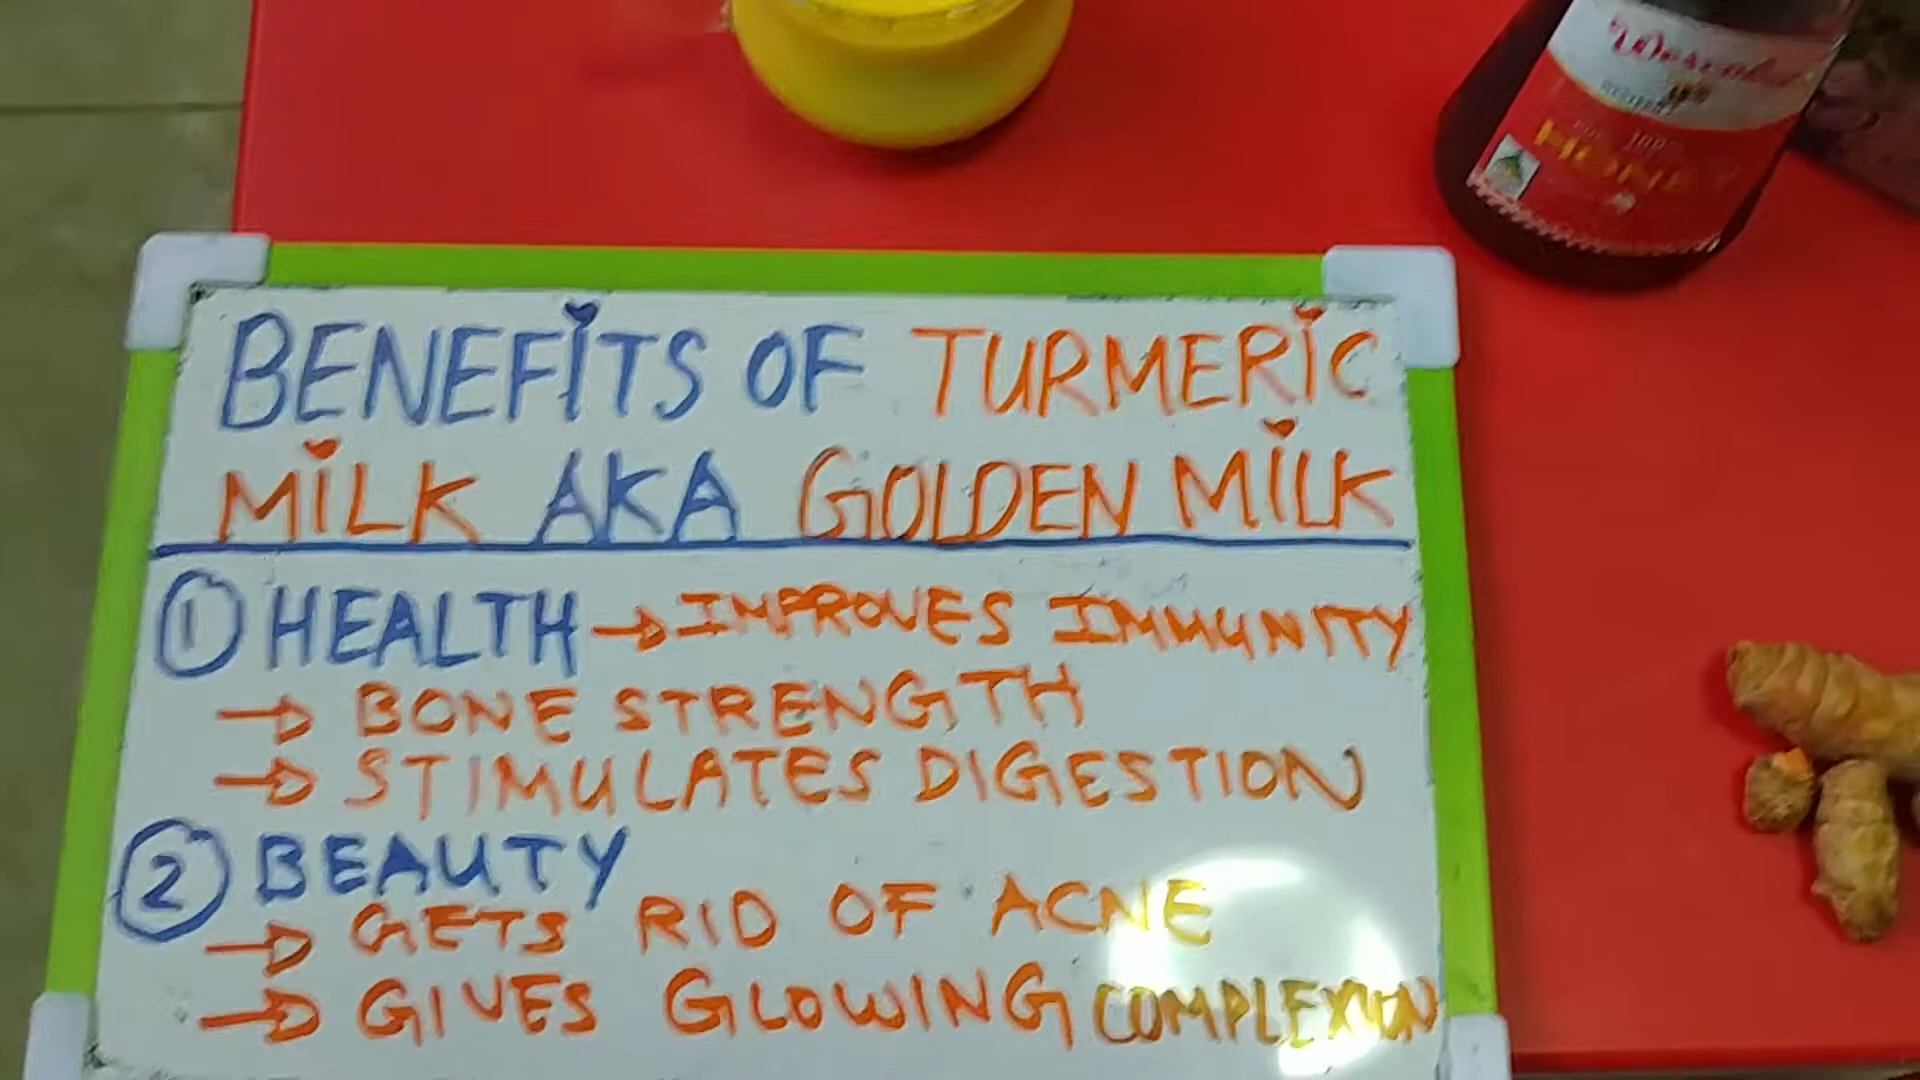 HONEY
BENEFITS OF TURMERIC
MILK AKA GOLDEN MILK
① HEALTH → IMPROVES IMMUNITY
→ BONE STRENGTH
→ STIMULATES DIGESTION
② BEAUTY
→ GETS RID OF ACNE
→ GIVES GLOWING COMPLEXION